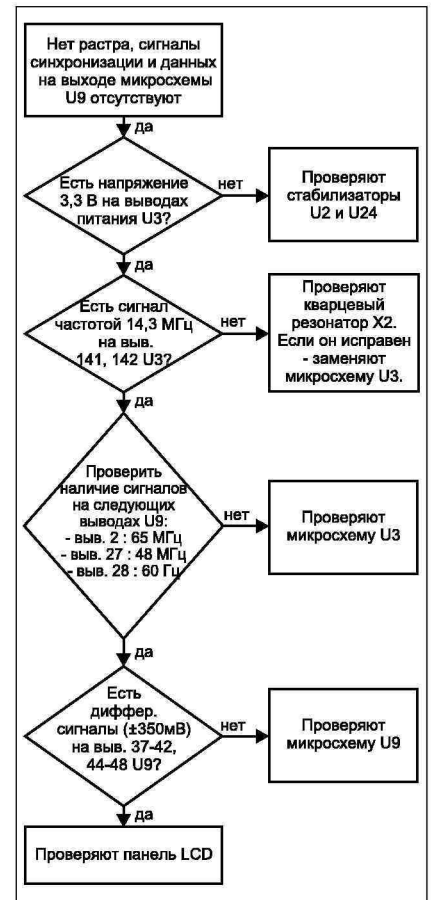 Нет растра, сигналы
синхронизации и данных
на выходе микросхемы
U9 отсутствуют
да
Есть напряжение
3,3 В на выводах
питания U3?
нет
Проверяют
стабилизаторы
U2 и U24
да
Есть сигнал
частотой 14,3 МГц
на выв.
141, 142 U3?
нет
Проверяют
кварцевый
резонатор X2.
Если он исправен
- заменяют
микросхему U3.
да
Проверить
наличие сигналов
на следующих
выводах U9:
- выв. 2 : 65 МГц
- выв. 27 : 48 МГц
- выв. 28 : 60 Гц
нет
Проверяют
микросхему U3
да
Есть
диффер.
сигналы (±350мВ)
на выв. 37-42,
44-48 U9?
нет
Проверяют
микросхему U9
да
Проверяют панель LCD